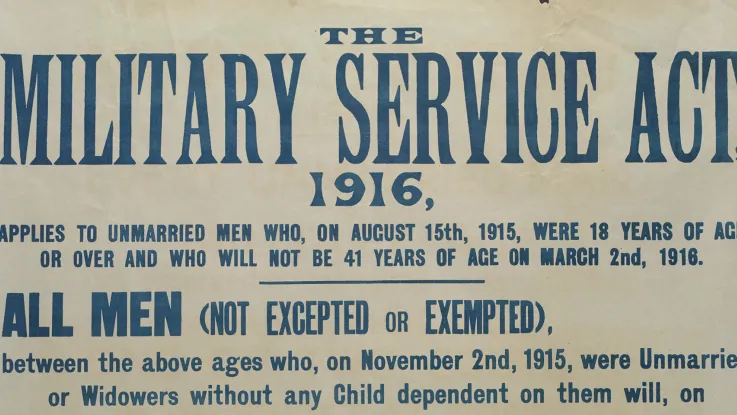 THE
MILITARY SERVICE ACT,
1916,
APPLIES TO UNMARRIED MEN WHO, ON AUGUST 15th, 1915, WERE 18 YEARS OF AGE
OR OVER AND WHO WILL NOT BE 41 YEARS OF AGE ON MARCH 2nd, 1916.
ALL MEN (NOT EXCEPTED OR EXEMPTED),
between the above ages who, on November 2nd, 1915, were Unmarrie
or Widowers without any Child dependent on them will, on